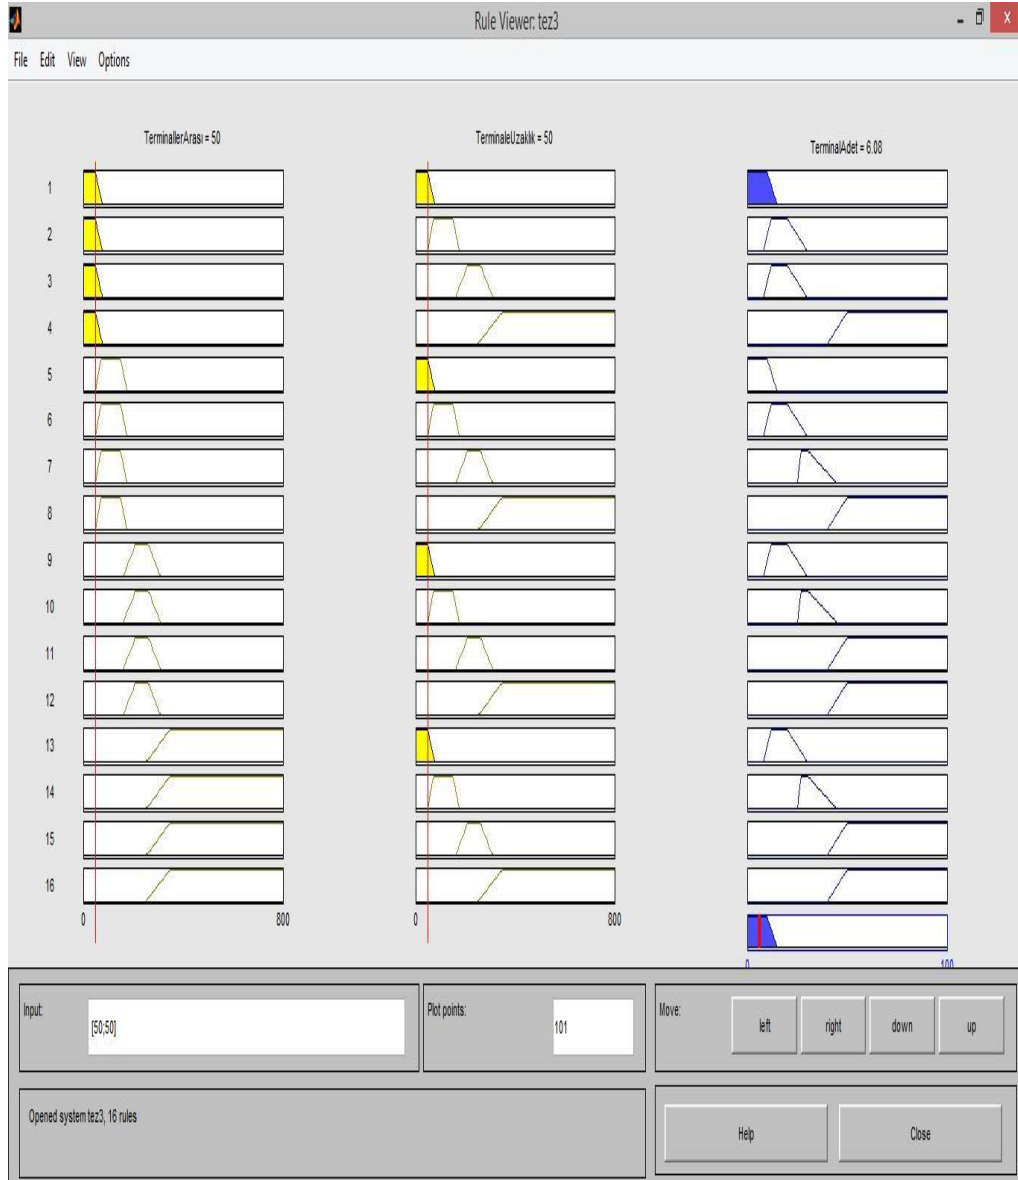 Rule Viewer: tez3
File Edit View Options
TerminallerArası = 50
TerminaleUzaklık = 50
TerminalAdet = 6.08
1
2
3
4
5
6
7
8
9
10
11
12
13
14
15
16
0 800
0 800
0 100
Input:
[50;50]
Plot points:
101
Move:
left
right
down
up
Opened system tez3, 16 rules
Help
Close